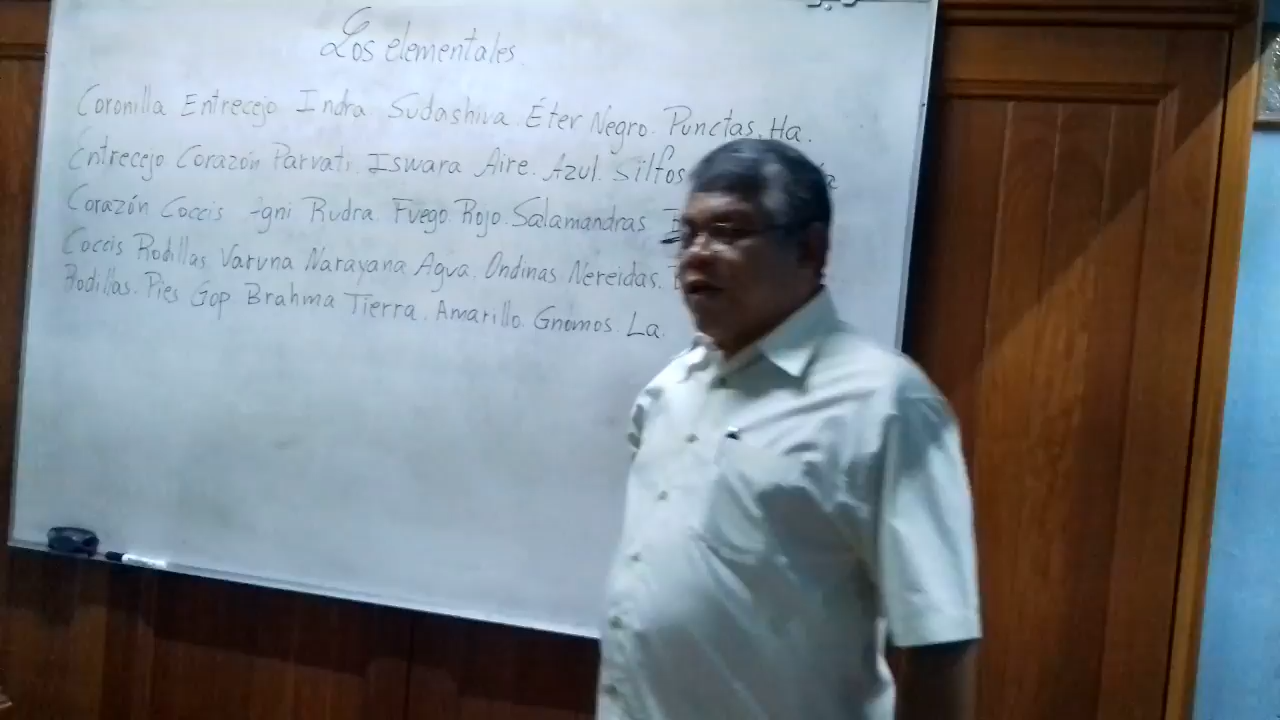 Los elementales.
Coronilla Entrecejo Indra Sudashiva. Éter Negro. Punctas. Ha.
Entrecejo Corazón Parvati. Iswara Aire. Azul. Silfos
Corazón Coccis Agni Rudra. Fuego. Rojo. Salamandras
Coccis Rodillas Varuna Narayana Agua. Ondinas Nereidas.
Rodillas. Pies Gop Brahma Tierra. Amarillo. Gnomos. La.